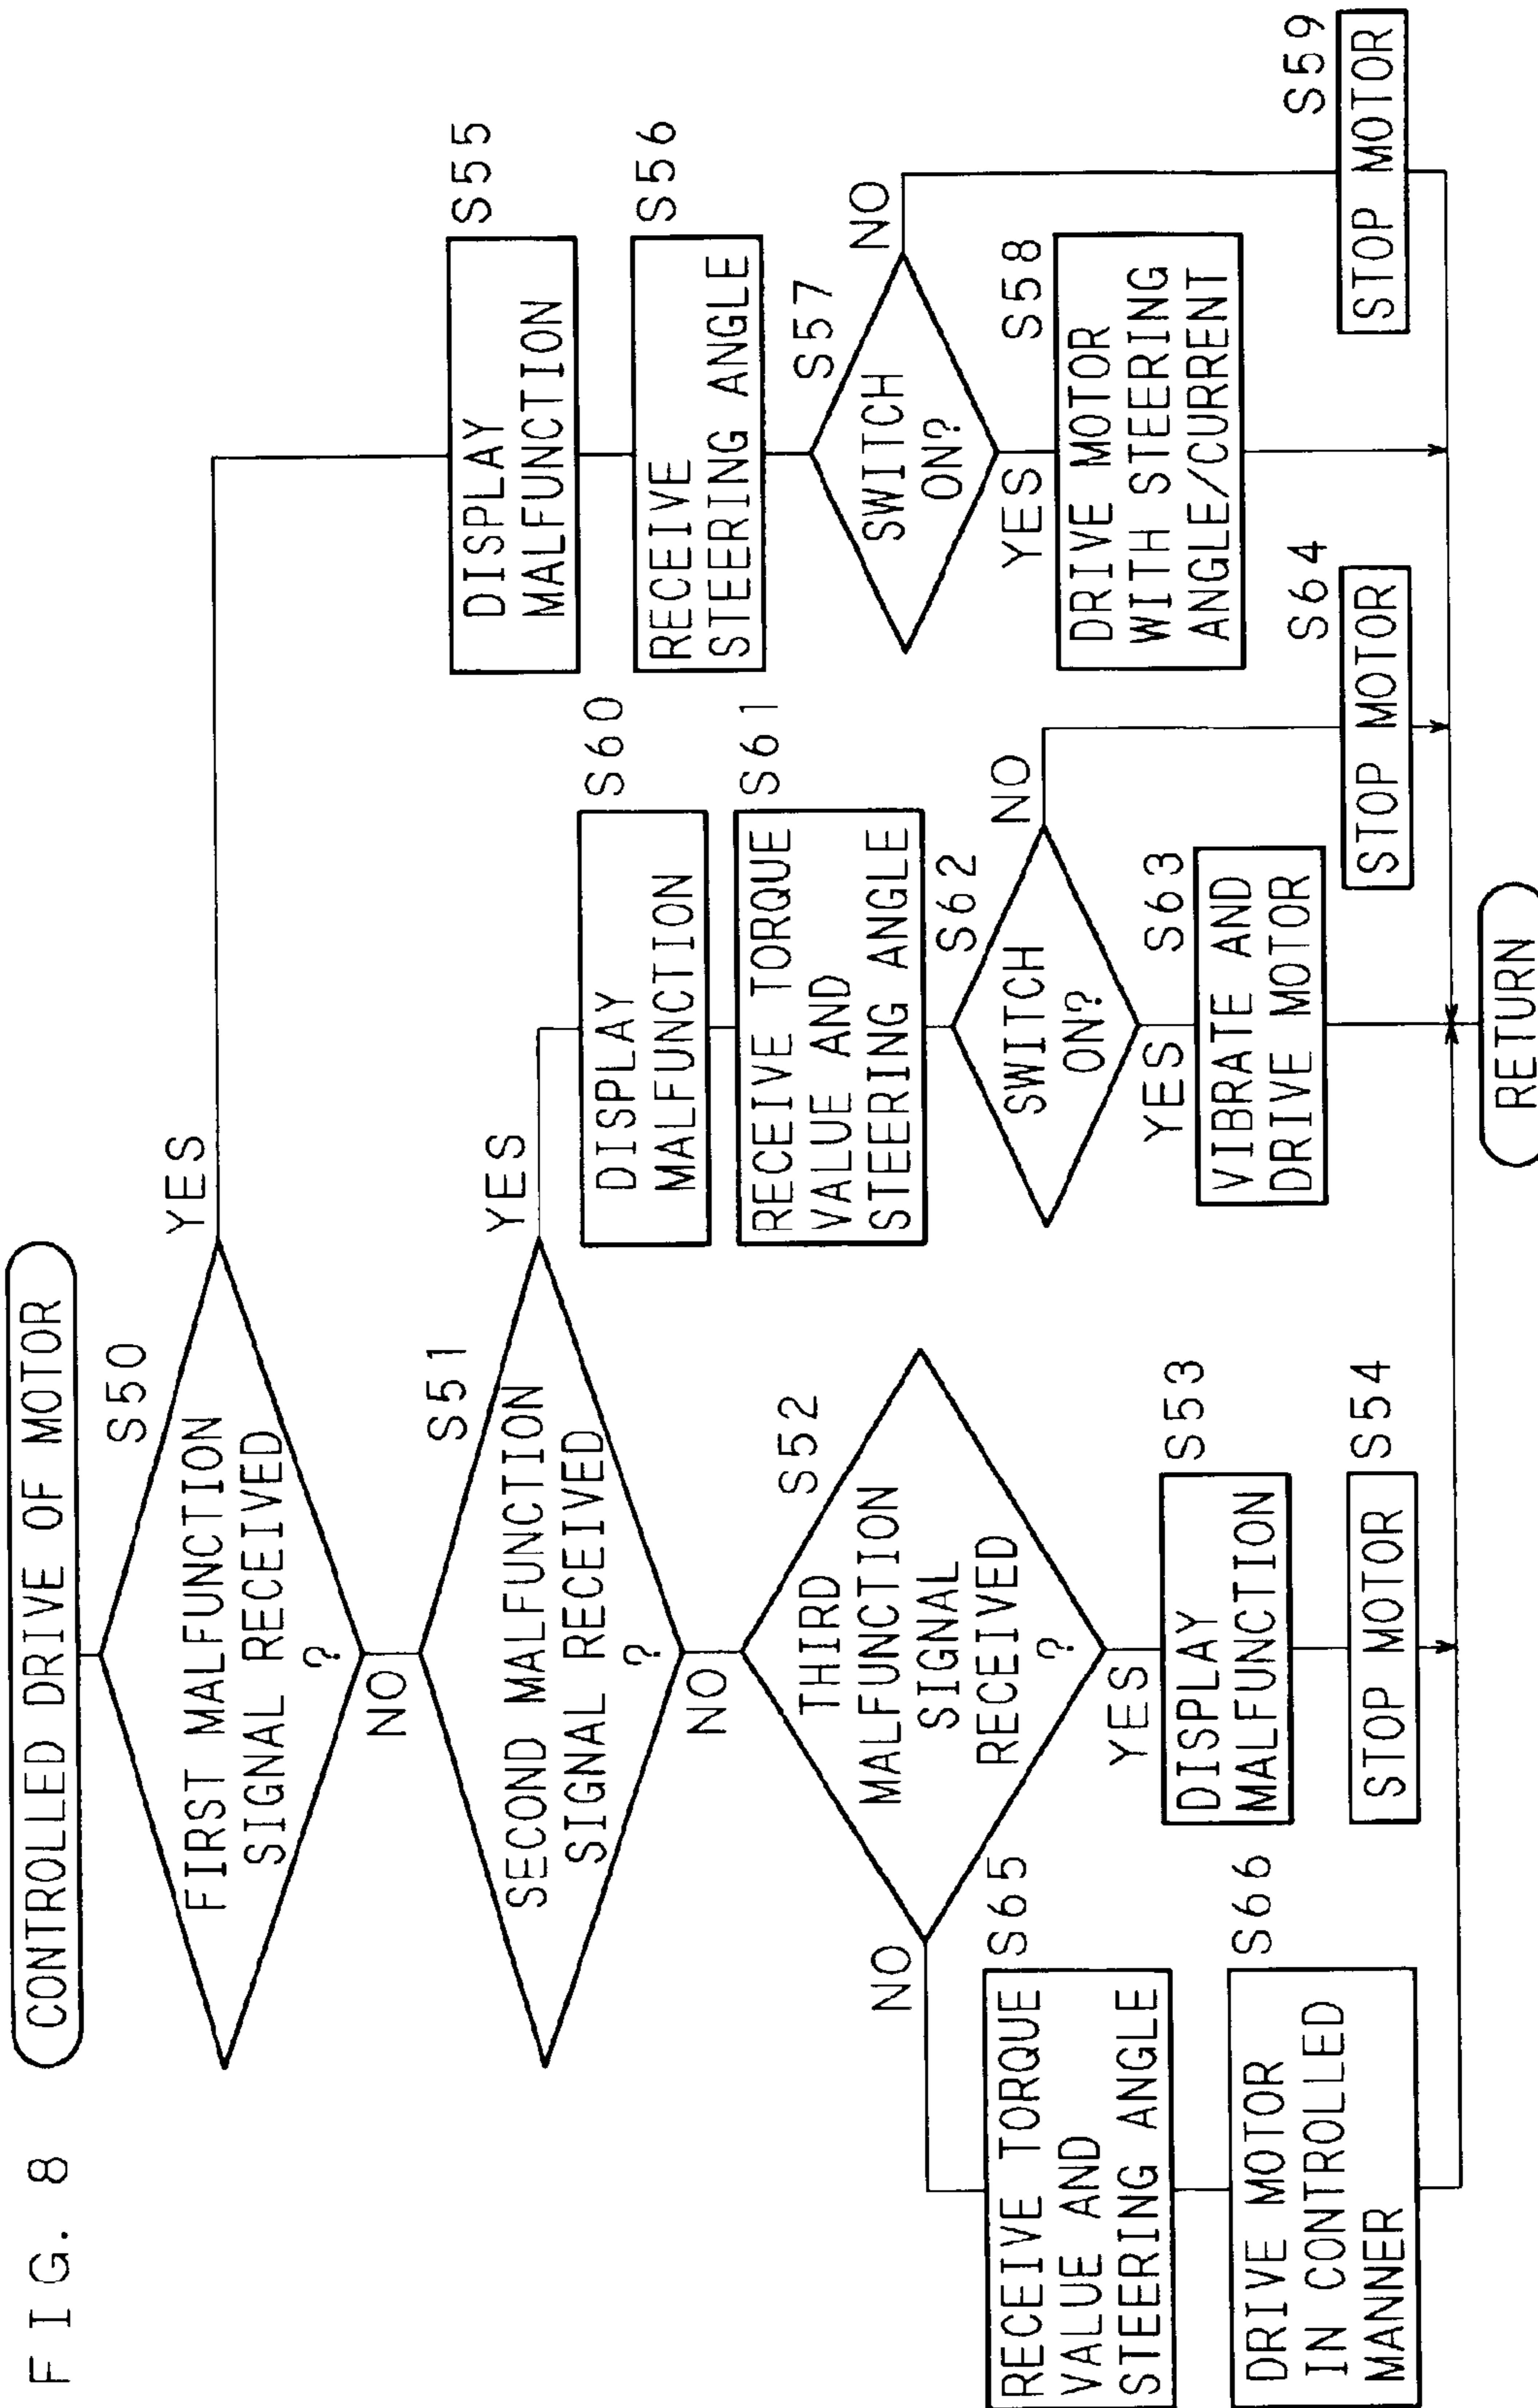 FIG. 8
CONTROLLED DRIVE OF MOTOR
S50
FIRST MALFUNCTION
SIGNAL RECEIVED
?
YES
NO
S51
SECOND MALFUNCTION
SIGNAL RECEIVED
?
YES
NO
S52
THIRD
MALFUNCTION
SIGNAL
RECEIVED
?
NO
YES
S65
RECEIVE TORQUE
VALUE AND
STEERING ANGLE
S66
DRIVE MOTOR
IN CONTROLLED
MANNER
S53
DISPLAY
MALFUNCTION
S54
STOP MOTOR
S60
DISPLAY
MALFUNCTION
S61
RECEIVE TORQUE
VALUE AND
STEERING ANGLE
S62
SWITCH
ON?
NO
YES
S63
VIBRATE AND
DRIVE MOTOR
S64
STOP MOTOR
S55
DISPLAY
MALFUNCTION
S56
RECEIVE
STEERING ANGLE
S57
SWITCH
ON?
NO
YES
S58
DRIVE MOTOR
WITH STEERING
ANGLE/CURRENT
S59
STOP MOTOR
RETURN